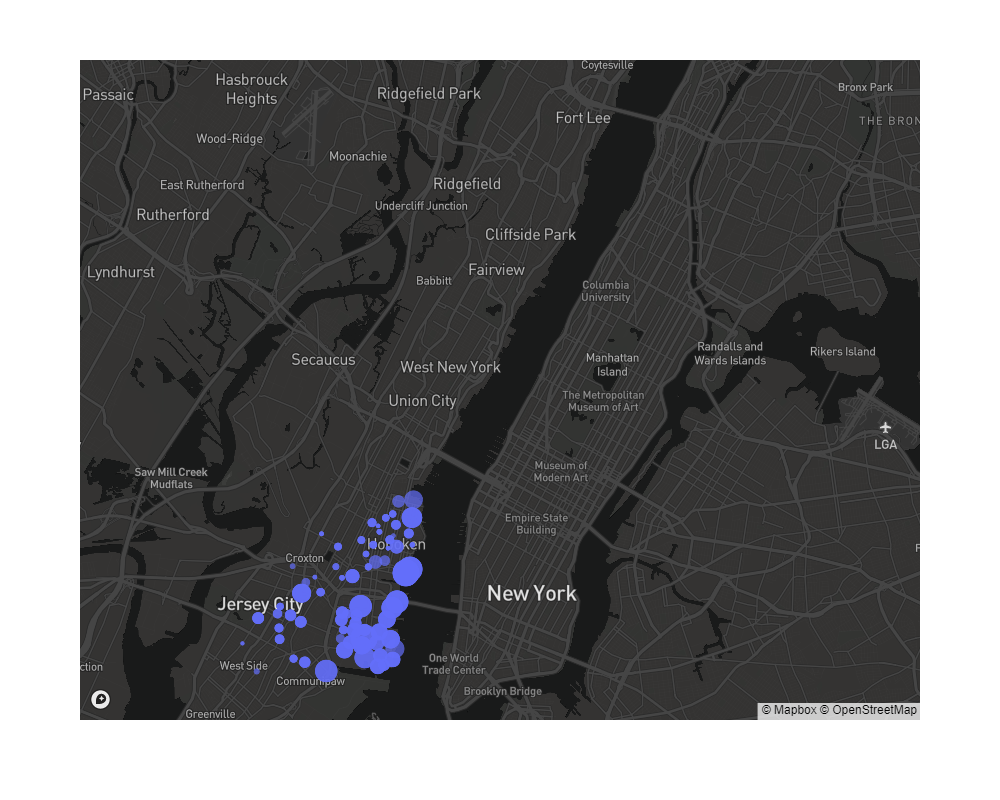 Coytesville
Hasbrouck
Heights
Passaic
Ridgefield Park
Bronx Park
Fort Lee
THE BRON
Wood-Ridge
Moonachie
East Rutherford
Ridgefield
Undercliff Junction
Rutherford
Cliffside Park
Lyndhurst
Fairview
Babbitt
Columbia
University
Randalls and
Wards Islands
Rikers Island
Secaucus
Manhattan
Island
West New York
Union City
The Metropolitan
Museum of Art
LGA
Saw Mill Creek
Mudflats
Museum of
Modern Art
Empire State
Building
Hoboken
F
Croxton
New York
Jersey City
One World
Trade Center
West Side
ction
Communipaw
Brooklyn Bridge
Greenville
© Mapbox © OpenStreetMap